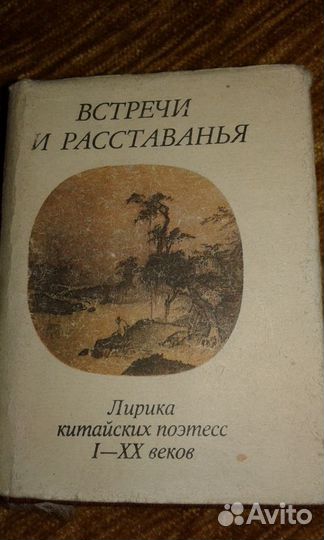 ВСТРЕЧИ
И РАССТАВАНЬЯ
Лирика
китайских поэтесс
I—XX веков
Avito